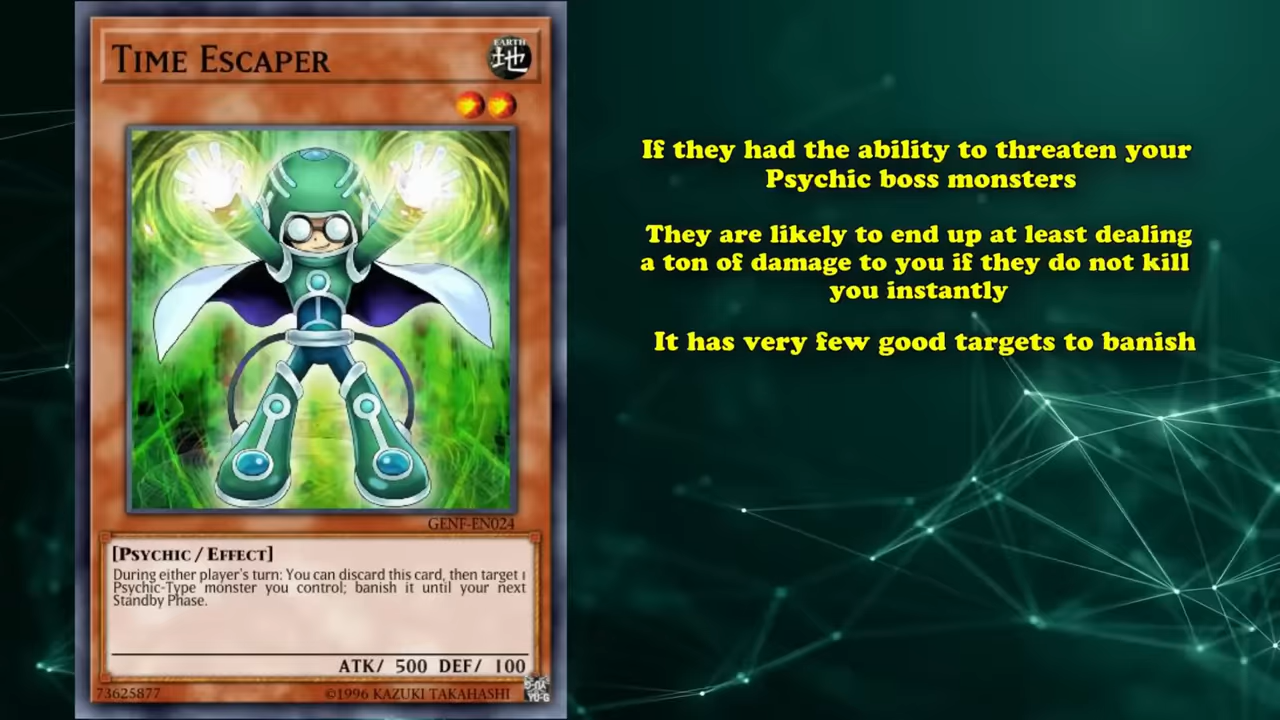 TIME ESCAPER
EARTH
地
If they had the ability to threaten your
Psychic boss monsters
They are likely to end up at least dealing
a ton of damage to you if they do not kill
you instantly
It has very few good targets to banish
GENF-EN024
[PSYCHIC / EFFECT]
During either player's turn: You can discard this card, then target 1
Psychic-Type monster you control; banish it until your next
Standby Phase.
ATK/ 500 DEF/ 100
73625877
©1996 KAZUKI TAKAHASHI